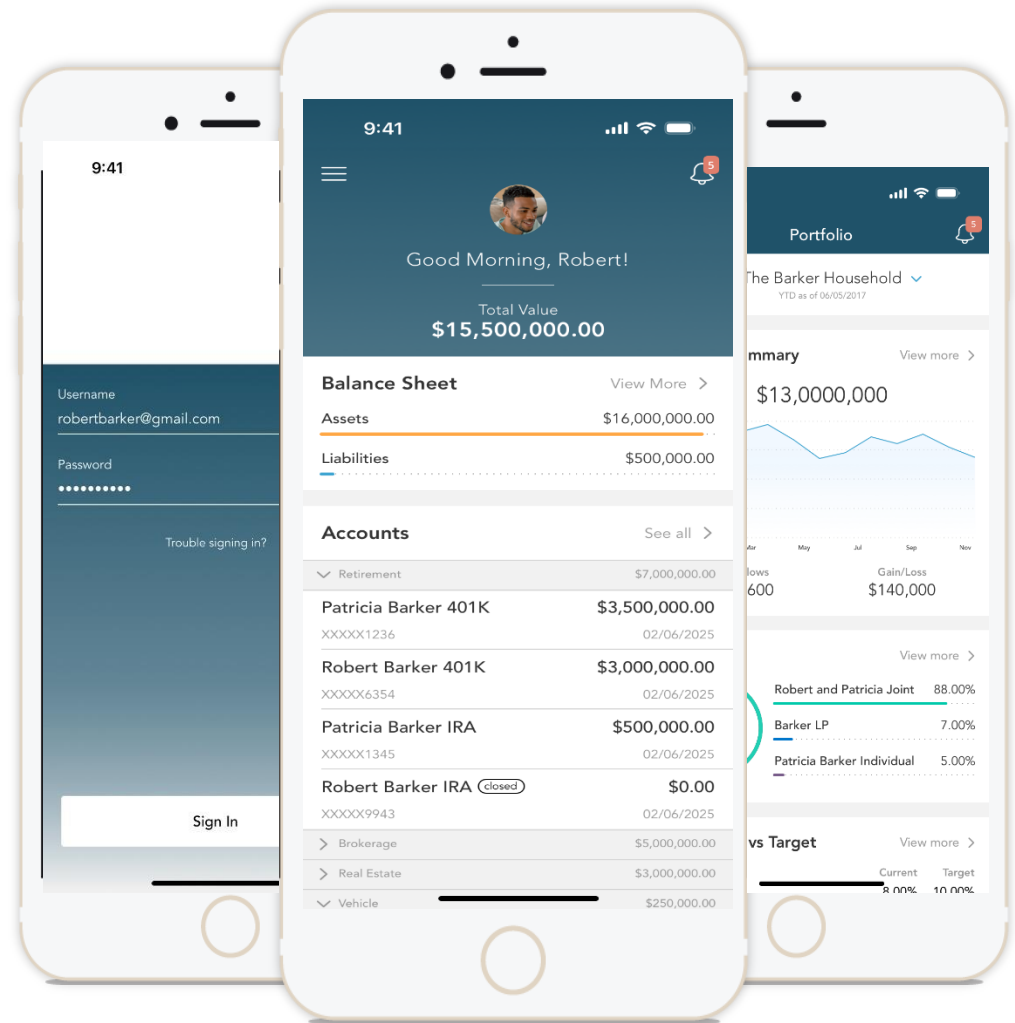 9:41
Username
robertbarker@gmail.com
Password
••••••••••
Trouble signing in?
Sign In
9:41
5
Good Morning, Robert!
Total Value
$15,500,000.00
Balance Sheet
View More
Assets $16,000,000.00
Liabilities $500,000.00
Accounts
See all
Retirement $7,000,000.00
Patricia Barker 401K $3,500,000.00
XXXXX1236 02/06/2025
Robert Barker 401K $3,000,000.00
XXXXX6354 02/06/2025
Patricia Barker IRA $500,000.00
XXXXX1345 02/06/2025
Robert Barker IRA closed $0.00
XXXXX9943 02/06/2025
Brokerage $5,000,000.00
Real Estate $3,000,000.00
Vehicle $250,000.00
5
Portfolio
The Barker Household
YTD as of 06/05/2017
mmary View more
$13,0000,000
Mar May Jul Sep Nov
lows Gain/Loss
600 $140,000
View more
Robert and Patricia Joint 88.00%
Barker LP 7.00%
Patricia Barker Individual 5.00%
vs Target View more
Current Target
8.00% 10.00%